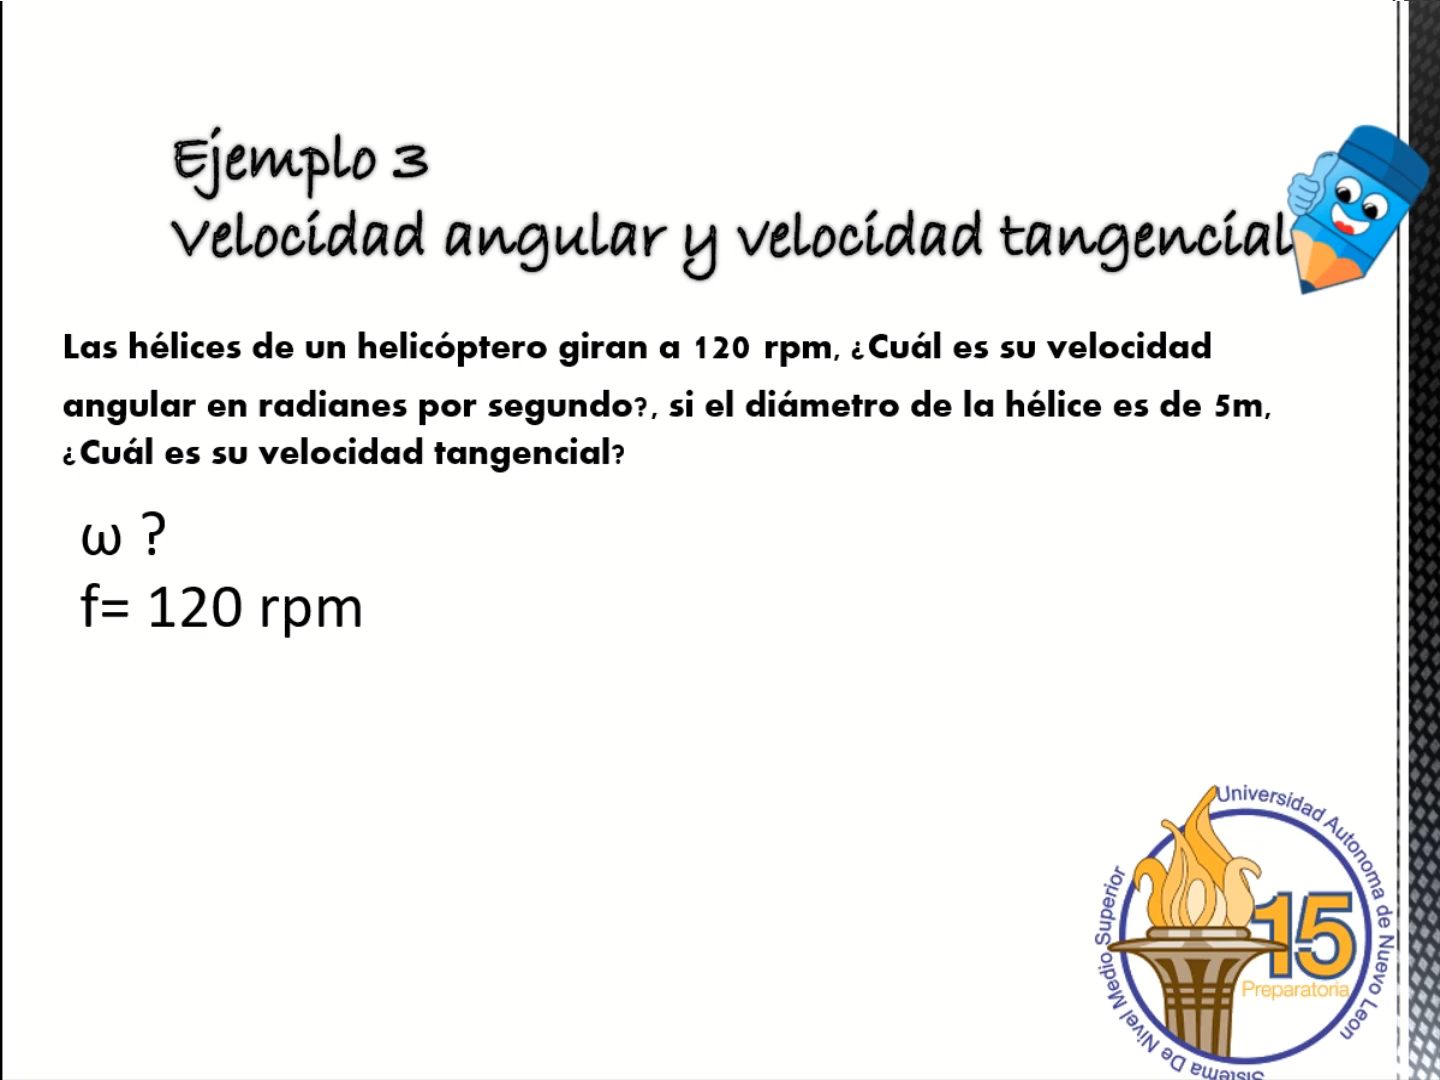 Ejemplo 3
Velocidad angular y velocidad tangencial
Las hélices de un helicóptero giran a 120 rpm, ¿Cuál es su velocidad
angular en radianes por segundo?, si el diámetro de la hélice es de 5m,
¿Cuál es su velocidad tangencial?
ω ?
f= 120 rpm
Universidad Autonoma de Nuevo Leon
Sistema De Nivel Medio Superior
15
Preparatoria